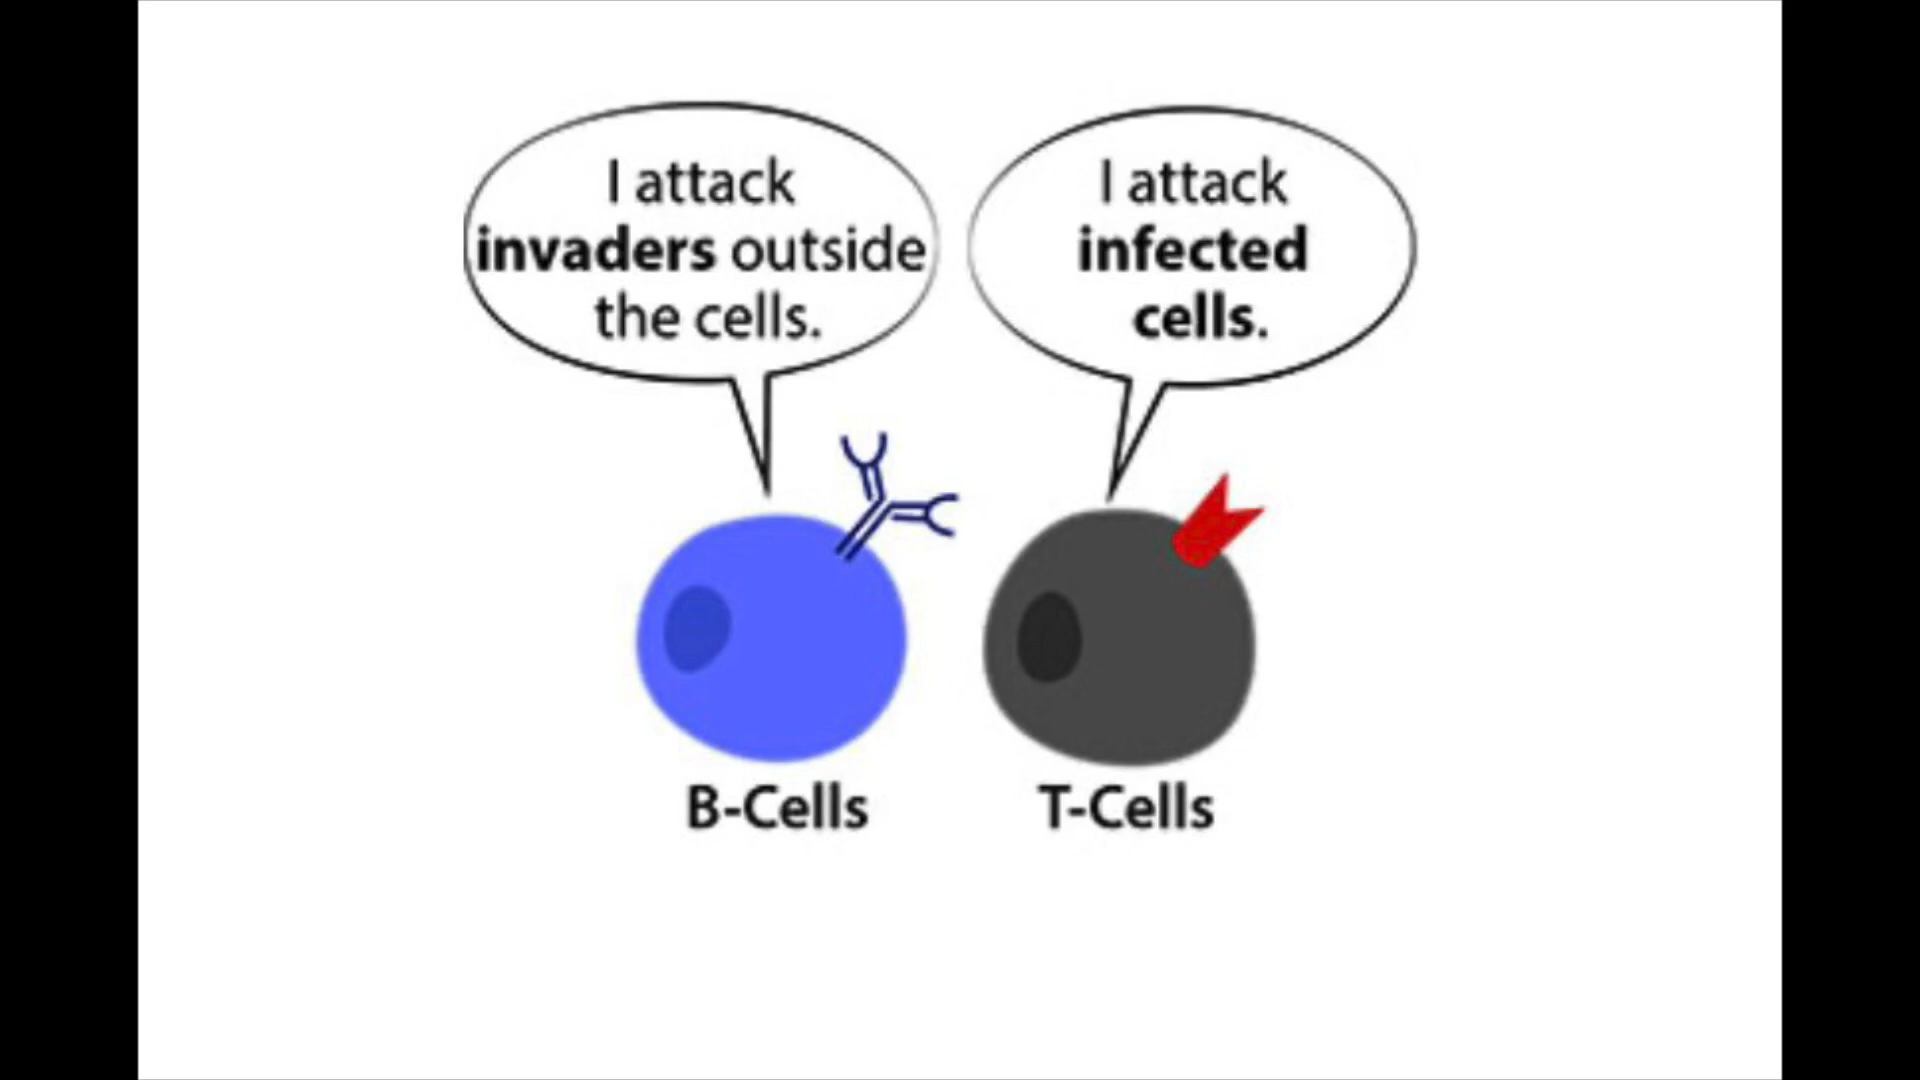 I attack
invaders outside
the cells.
I attack
infected
cells.
B-Cells
T-Cells